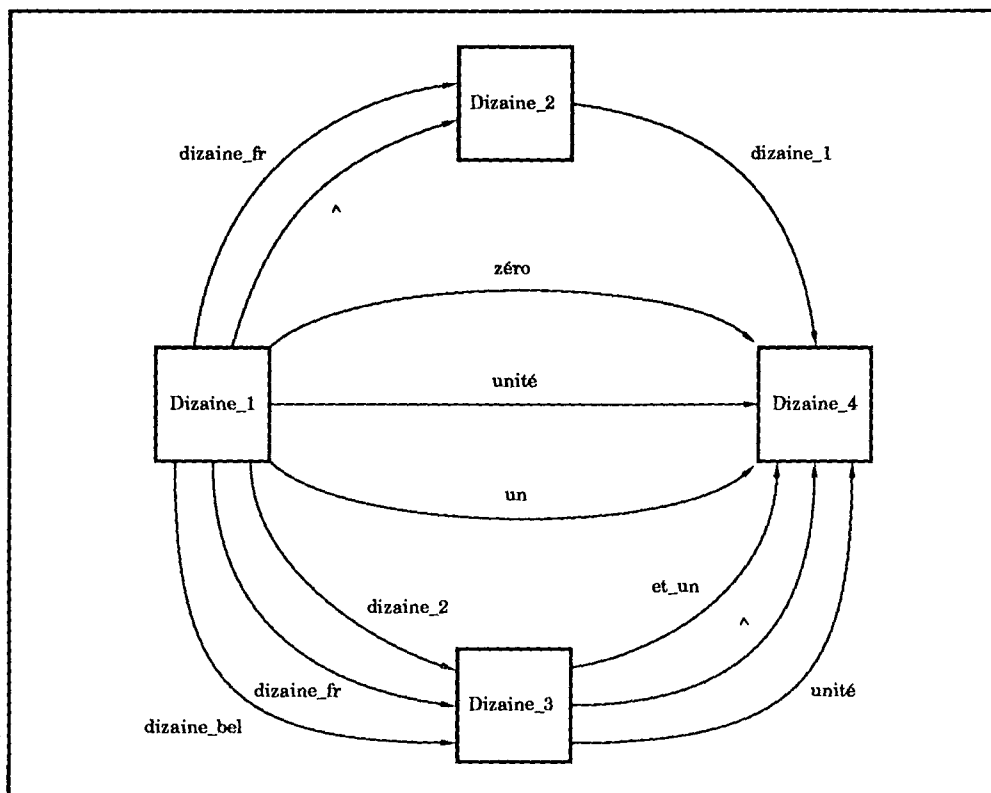 Dizaine_2
dizaine_fr
dizaine_1
^
zéro
Dizaine_1
unité
Dizaine_4
un
et_un
dizaine_2
^
dizaine_fr
Dizaine_3
unité
dizaine_bel